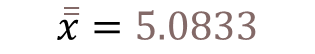 x̿ = 5.0833